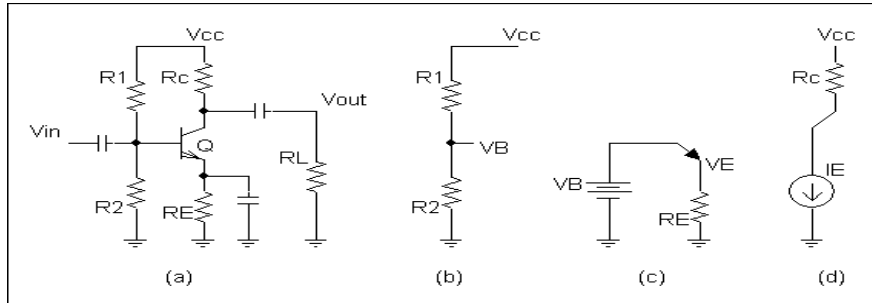 Vcc
R1
Rc
Vout
Vin
Q
RL
R2
RE
(a)
Vcc
R1
VB
R2
(b)
VB
VE
RE
(c)
Vcc
Rc
IE
(d)